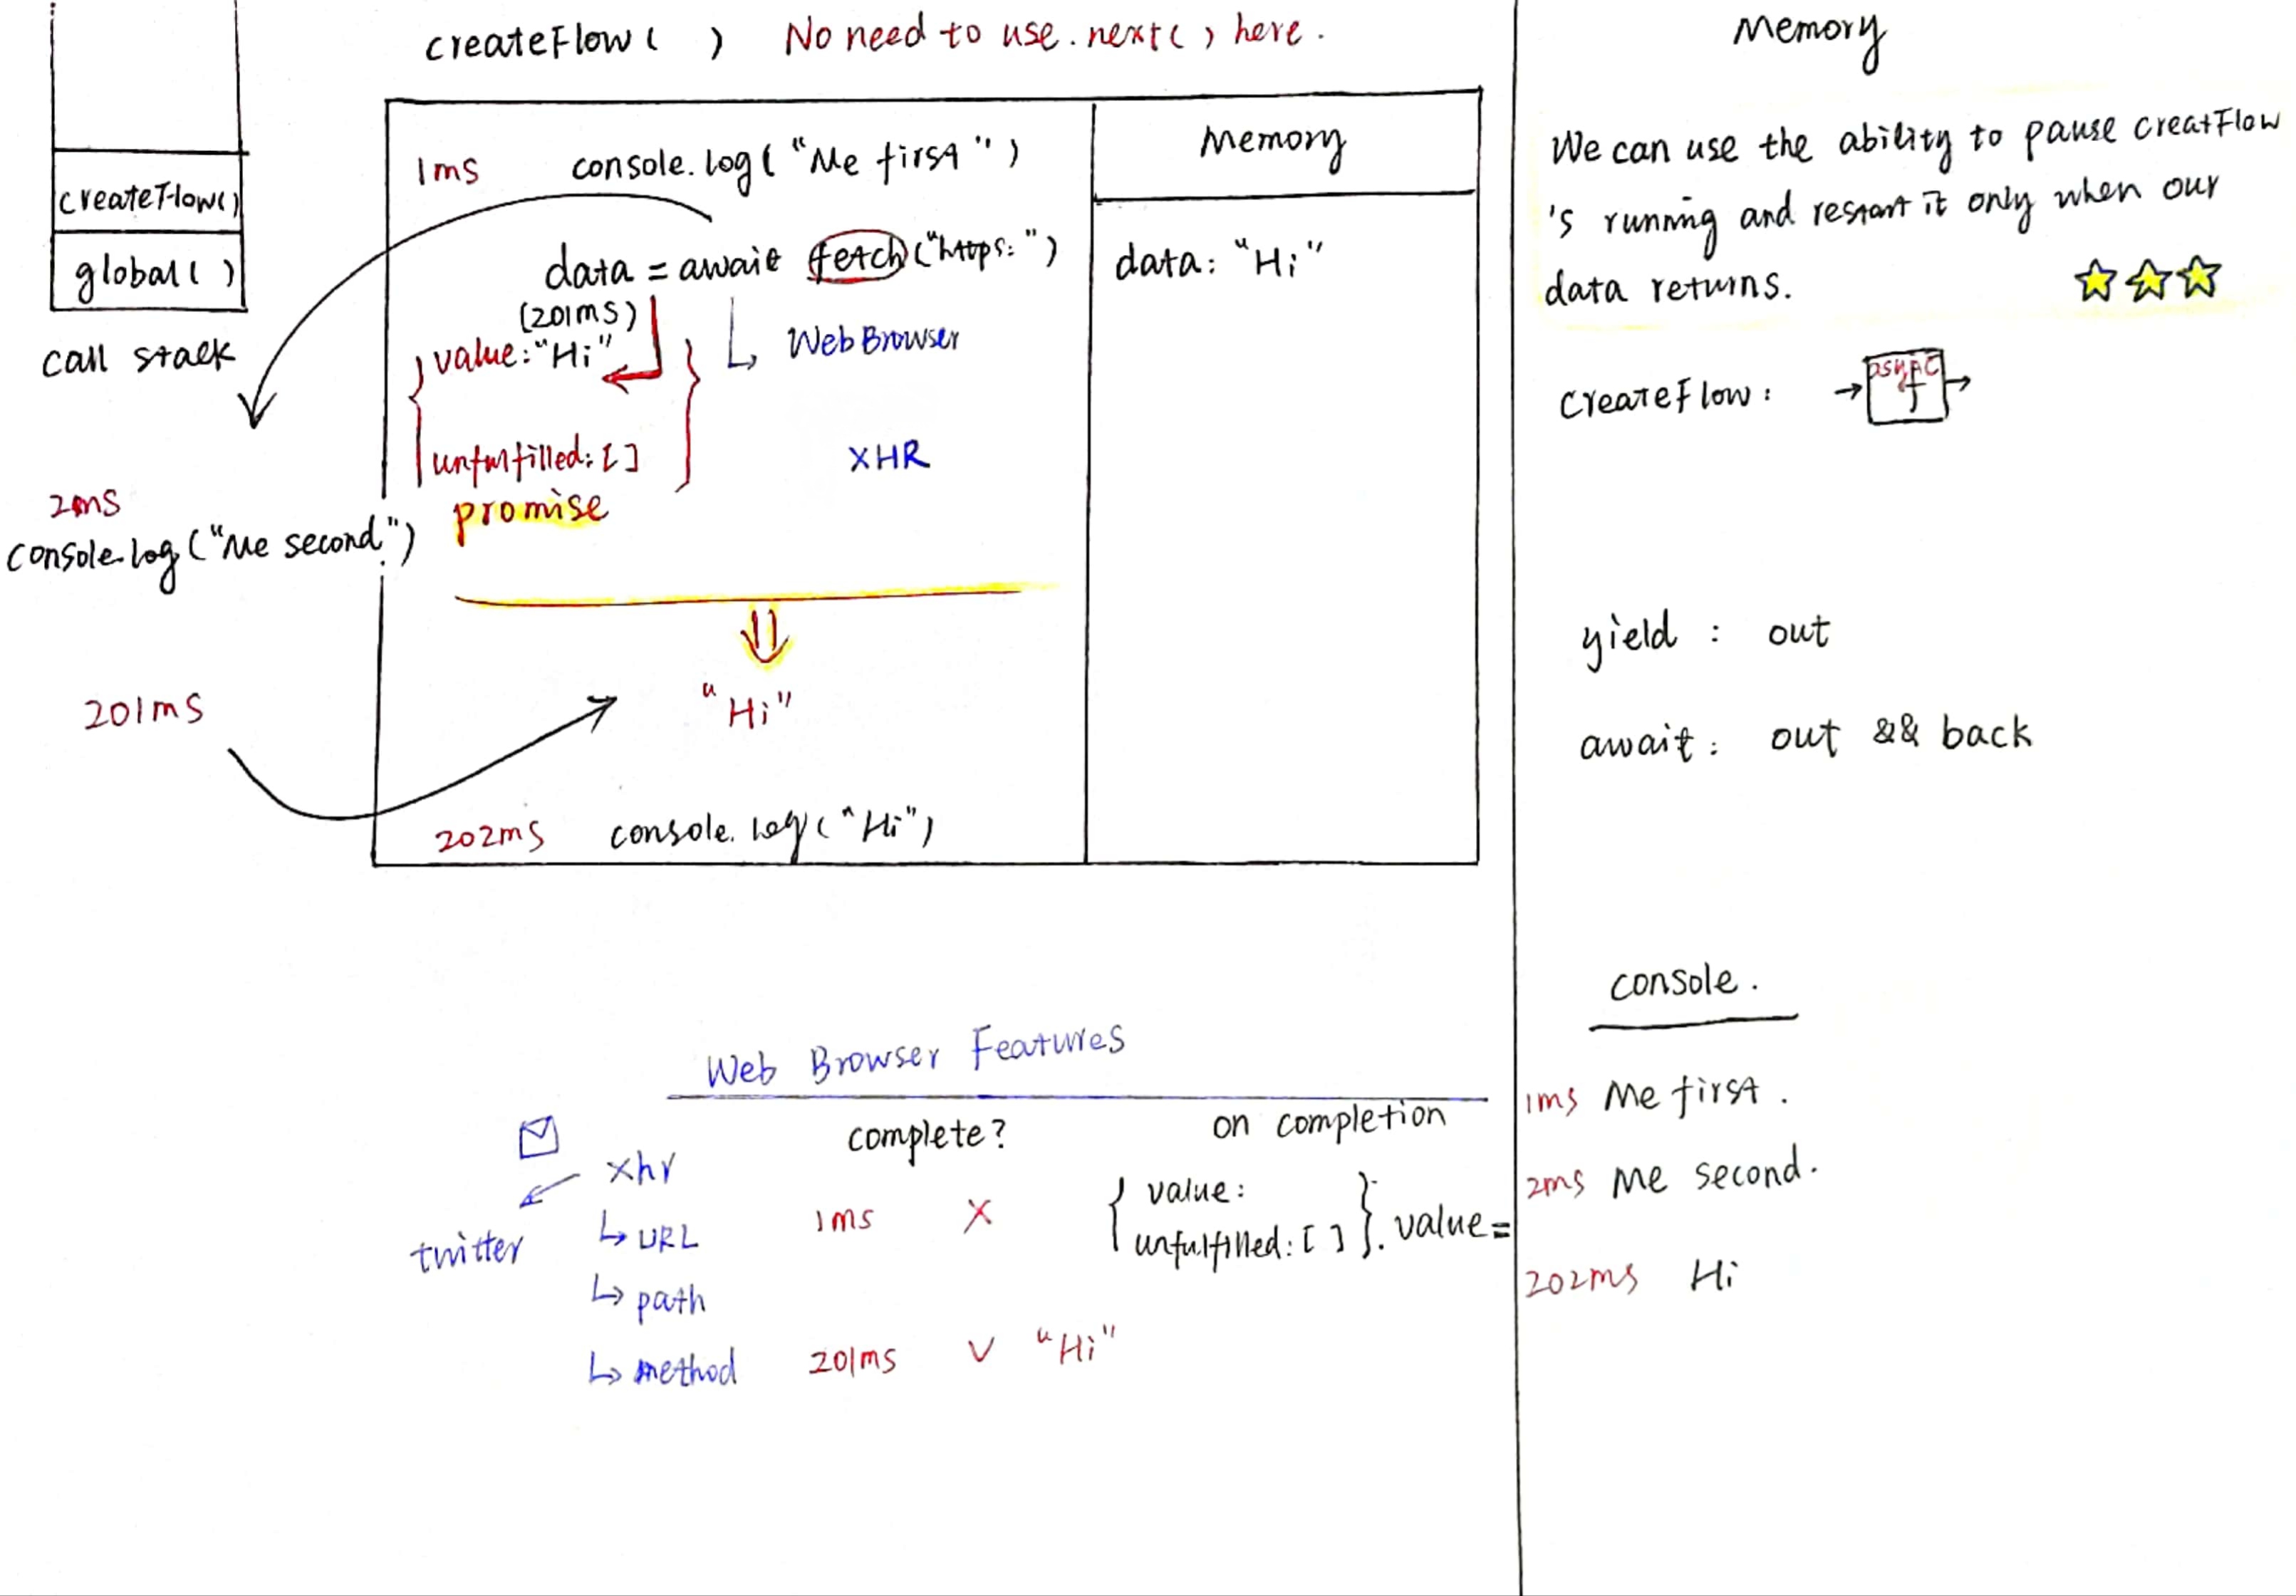 createFlow( ) No need to use .next() here.
createFlow()
global( )
call stack
1ms console.log("Me first")
data = await fetch("https:")
(201ms)
value: "Hi"
unfulfilled: [ ]
promise
Web Browser
XHR
2ms
console.log("Me second")
"Hi"
201ms
202ms console.log("Hi")
Memory
data: "Hi"
Web Browser Features
complete? on completion
xhr
twitter
URL
path
method
1ms X
{ value:
unfulfilled: [ ] }. value =
201ms V "Hi"
Memory
We can use the ability to pause creatFlow
's running and restart it only when our
data returns.
CreateFlow:
async
f
yield : out
await : out && back
console.
1ms Me first.
2ms Me second.
202ms Hi